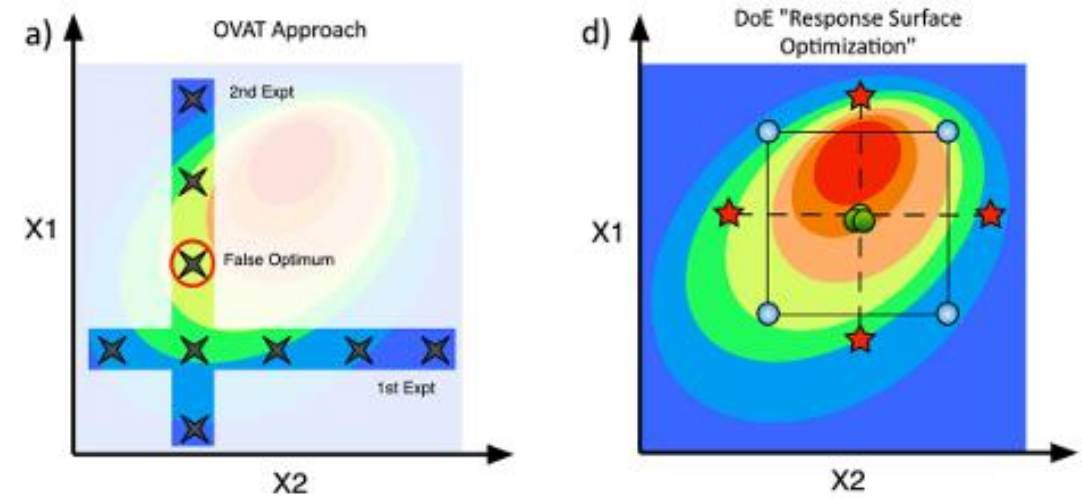 a)
OVAT Approach
2nd Expt
X1
False Optimum
1st Expt
X2
d)
DoE "Response Surface
Optimization"
X1
X2